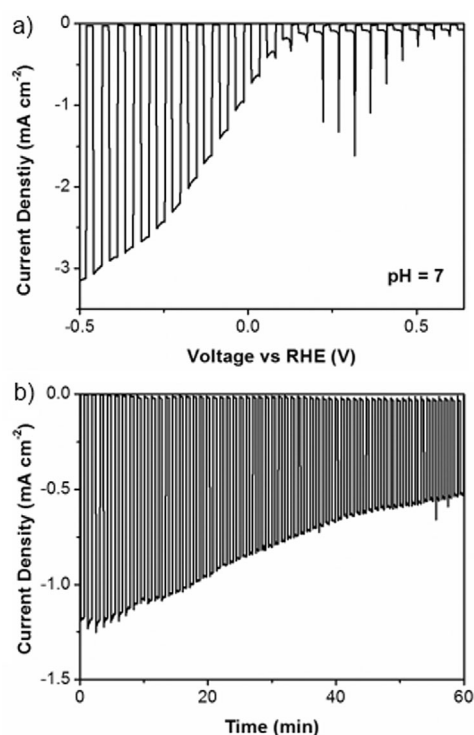 a)
0
-1
-2
-3
Current Denstiy (mA cm-2)
pH = 7
-0.5
0.0
0.5
Voltage vs RHE (V)
b)
0.0
-0.5
-1.0
-1.5
Current Density (mA cm-2)
0
20
40
60
Time (min)